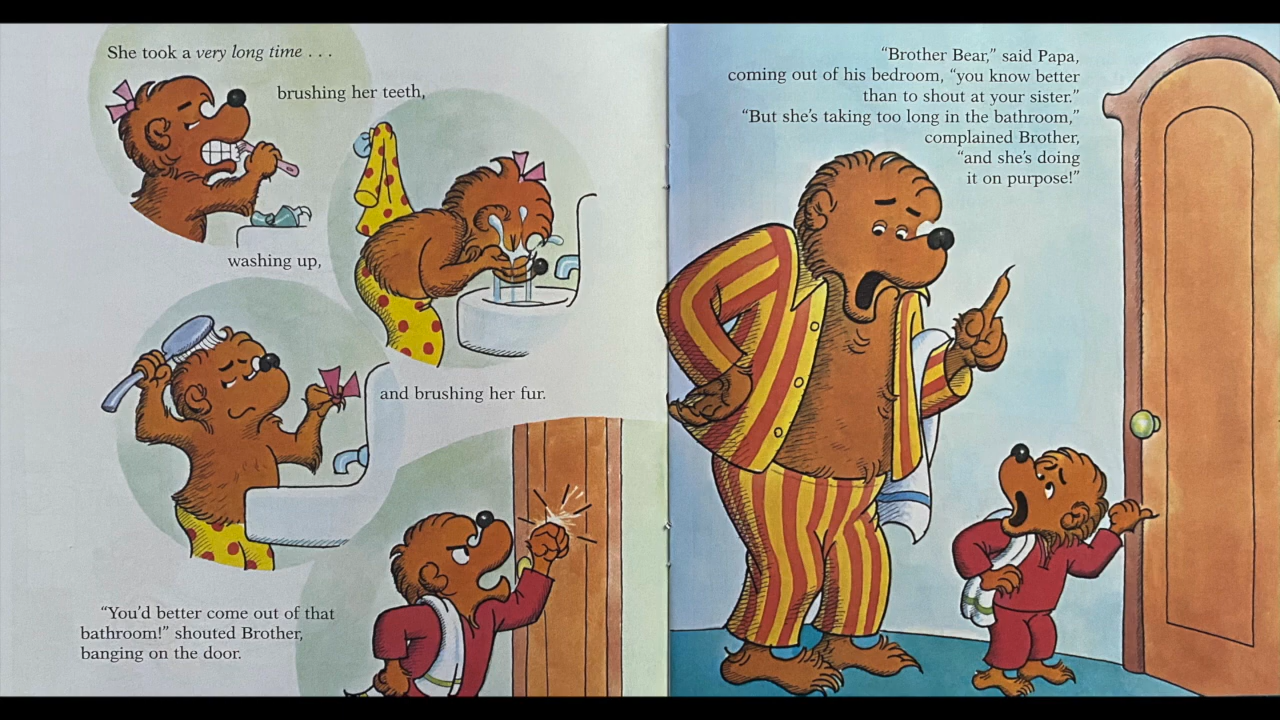 She took a very long time . . .
brushing her teeth,
washing up,
and brushing her fur.
“You’d better come out of that
bathroom!” shouted Brother,
banging on the door.
“Brother Bear,” said Papa,
coming out of his bedroom, “you know better
than to shout at your sister.”
“But she’s taking too long in the bathroom,”
complained Brother,
“and she’s doing
it on purpose!”